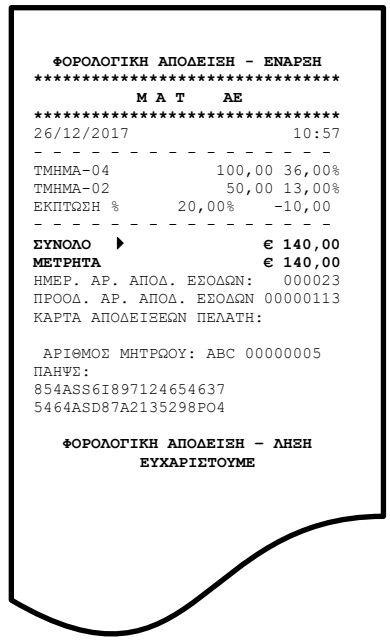 ΦΟΡΟΛΟΓΙΚΗ ΑΠΟΔΕΙΞΗ - ΕΝΑΡΞΗ
********************************
Μ Α Τ ΑΕ
********************************
26/12/2017 10:57
- - - - - - - - - - - - - - - -
ΤΜΗΜΑ-04 100,00 36,00%
ΤΜΗΜΑ-02 50,00 13,00%
ΕΚΠΤΩΣΗ % 20,00% -10,00
- - - - - - - - - - - - - - - -
ΣΥΝΟΛΟ € 140,00
ΜΕΤΡΗΤΑ € 140,00
ΗΜΕΡ. ΑΡ. ΑΠΟΔ. ΕΣΟΔΩΝ: 000023
ΠΡΟΟΔ. ΑΡ. ΑΠΟΔ. ΕΣΟΔΩΝ 00000113
ΚΑΡΤΑ ΑΠΟΔΕΙΞΕΩΝ ΠΕΛΑΤΗ:
ΑΡΙΘΜΟΣ ΜΗΤΡΩΟΥ: ABC 00000005
ΠΑΗΨΣ:
854ASS6I897124654637
5464ASD87A2135298PO4
ΦΟΡΟΛΟΓΙΚΗ ΑΠΟΔΕΙΞΗ – ΛΗΞΗ
ΕΥΧΑΡΙΣΤΟΥΜΕ